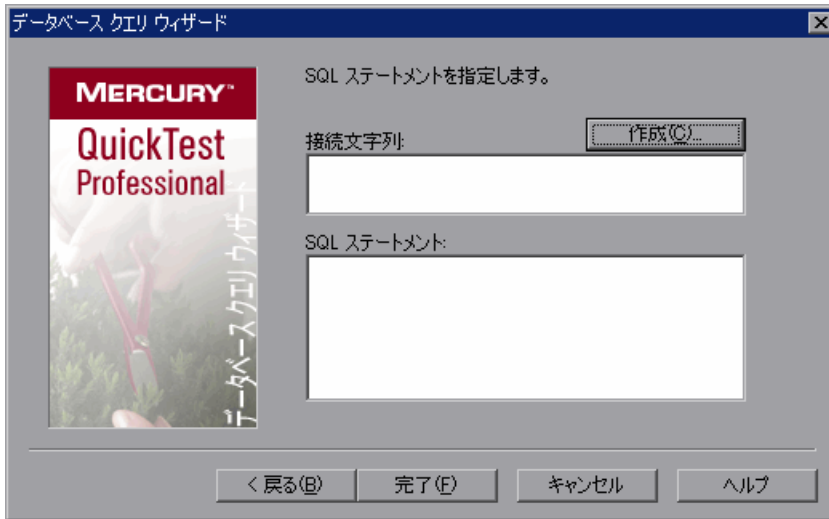 データベース クエリ ウィザード
MERCURY™
QuickTest
Professional
データベースクエリ ウィザード
SQL ステートメントを指定します。
接続文字列:
作成(C)...
SQL ステートメント:
< 戻る(B)
完了(F)
キャンセル
ヘルプ